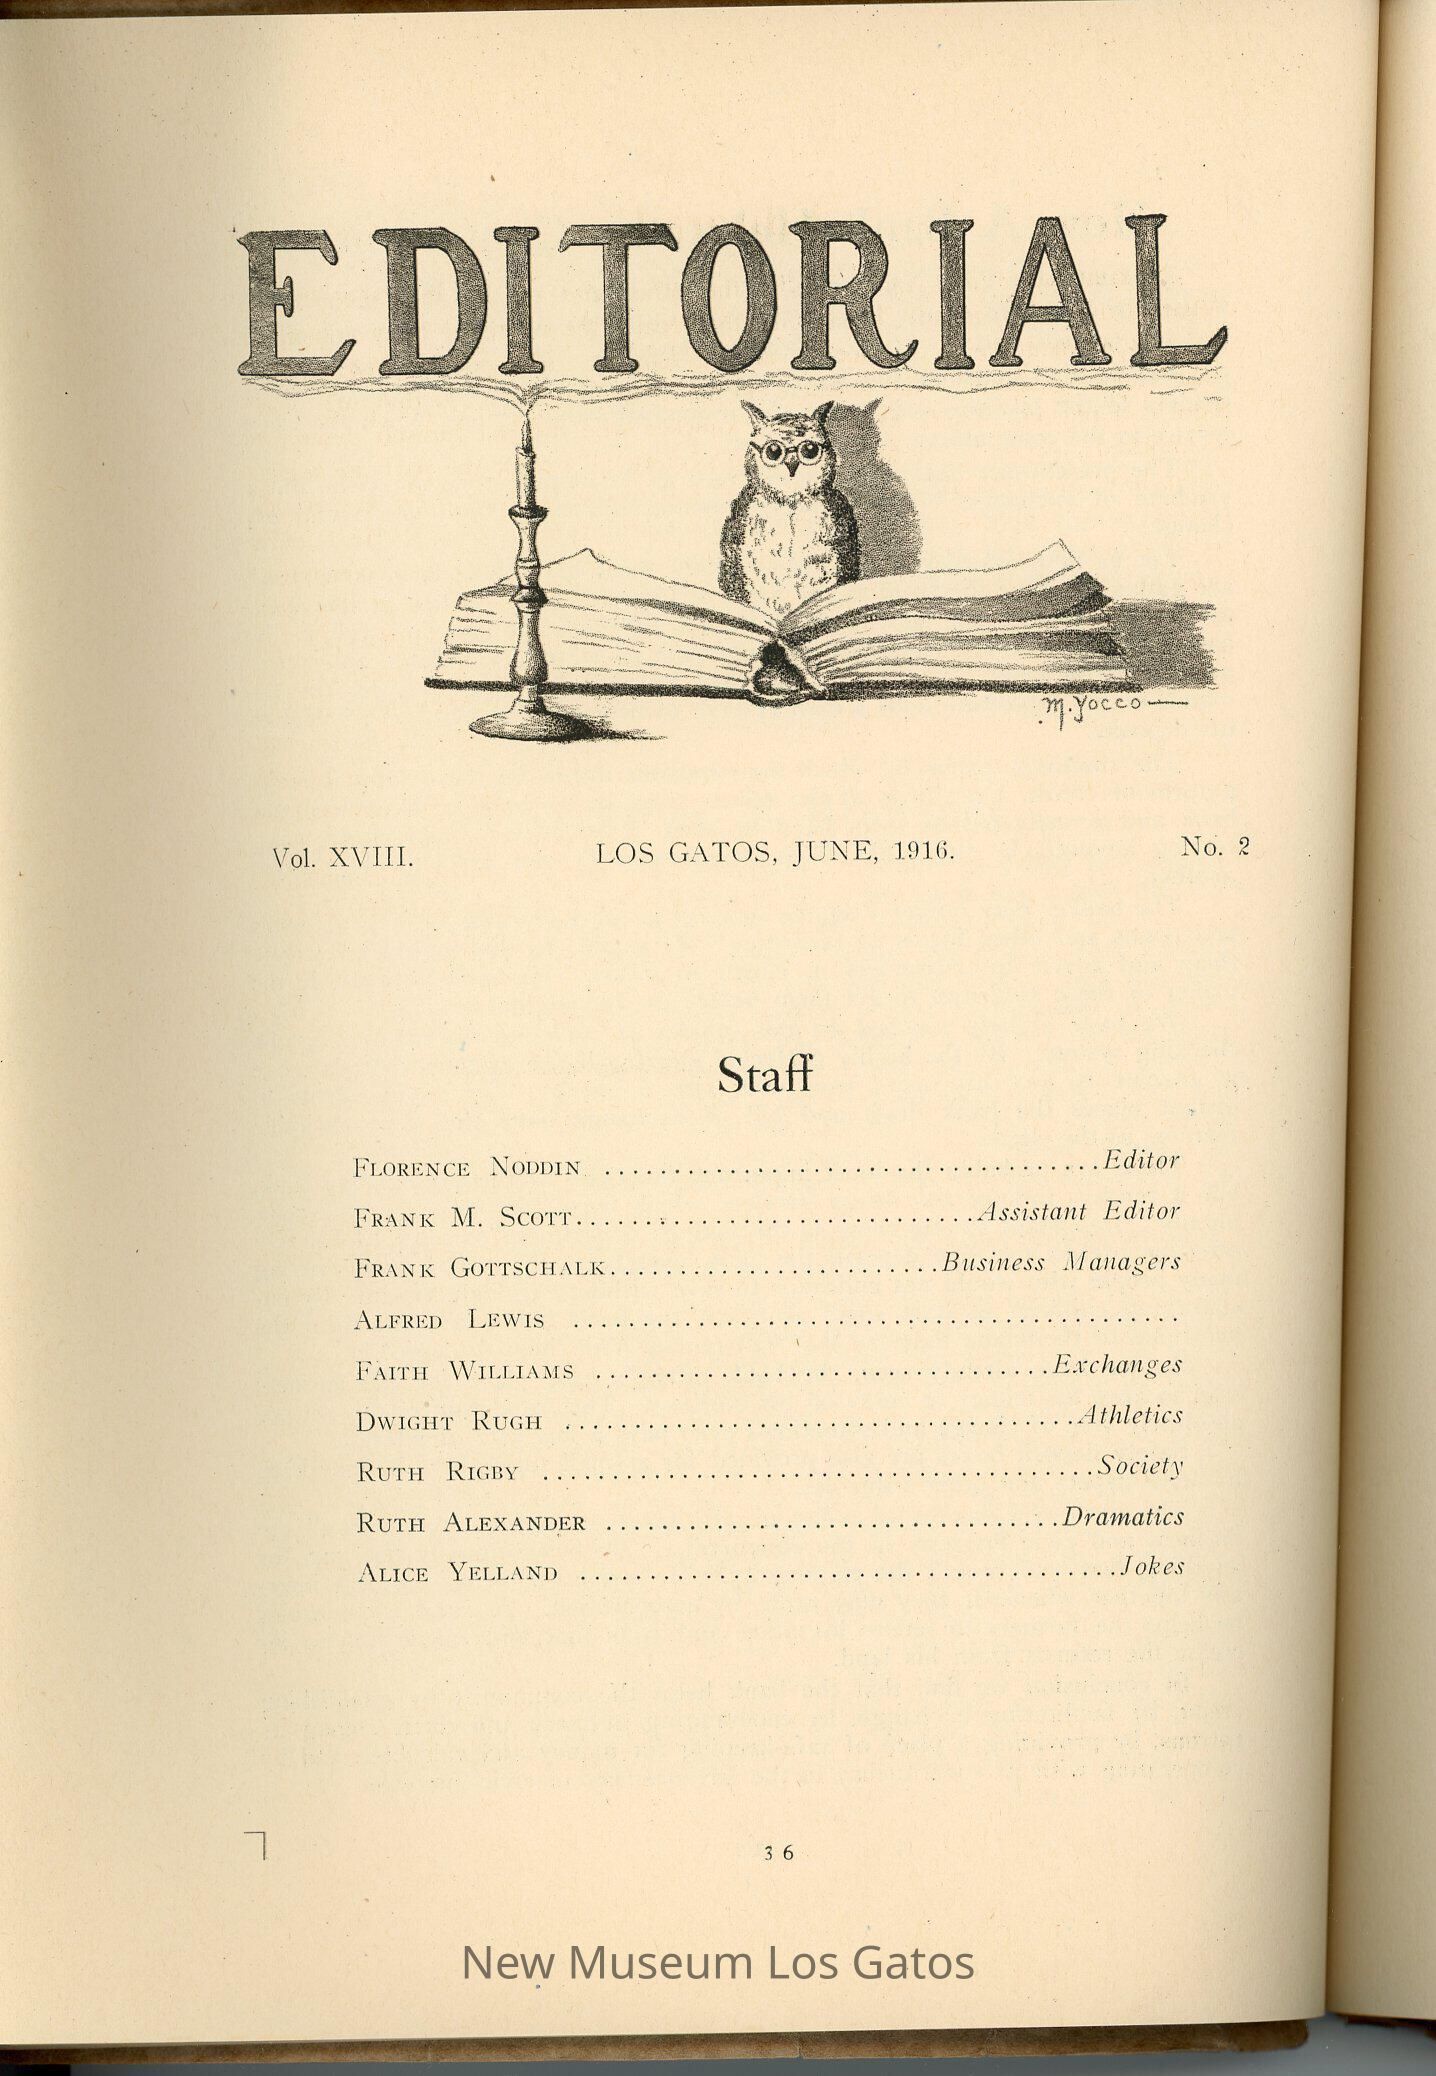 EDITORIAL
M. Yocco
Vol. XVIII. LOS GATOS, JUNE, 1916. No. 2
Staff
FLORENCE NODDIN ....................................Editor
FRANK M. SCOTT.............................Assistant Editor
FRANK GOTTSCHALK........................Business Managers
ALFRED LEWIS ............................................
FAITH WILLIAMS .................................Exchanges
DWIGHT RUGH .....................................Athletics
RUTH RIGBY ........................................Society
RUTH ALEXANDER .................................Dramatics
ALICE YELLAND .......................................Jokes
36
New Museum Los Gatos